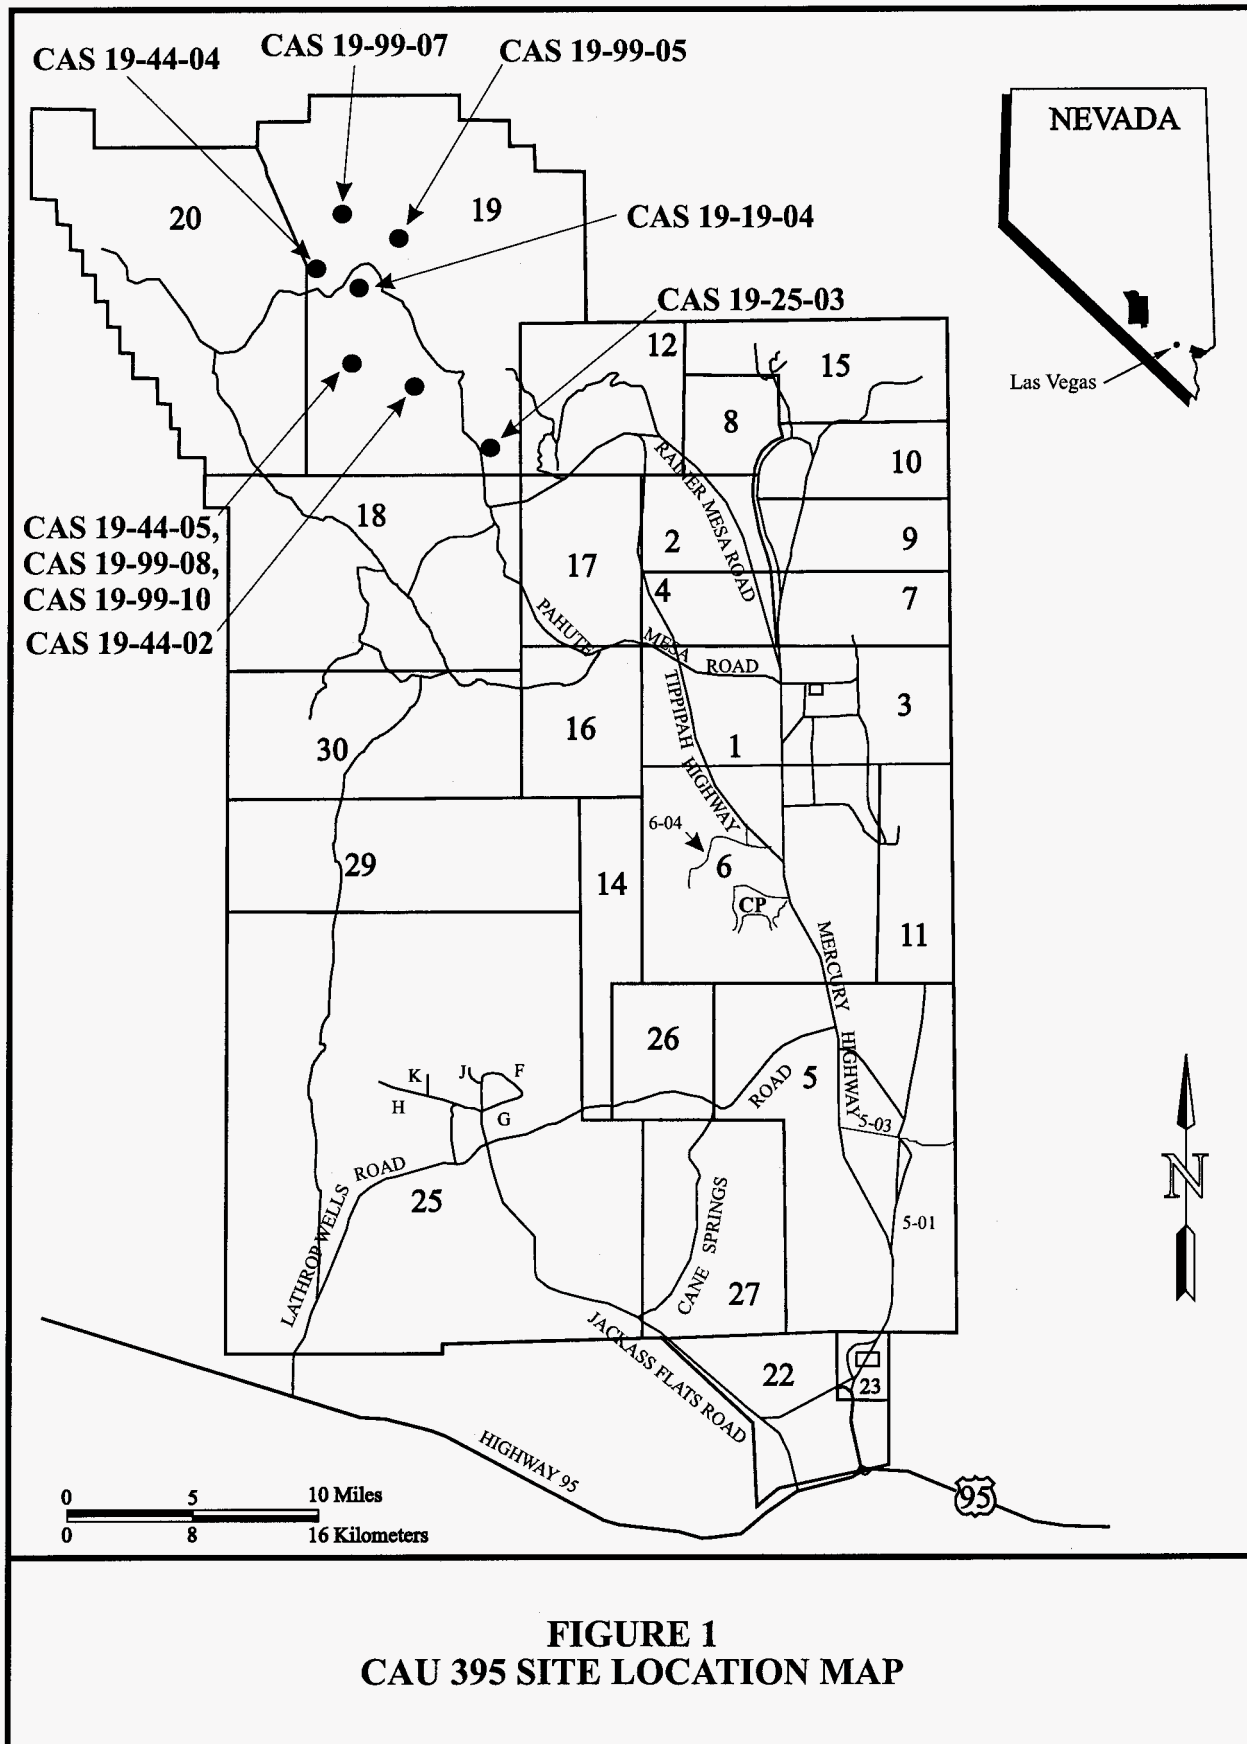 CAS 19-44-04
CAS 19-99-07
CAS 19-99-05
NEVADA
20
19
CAS 19-19-04
CAS 19-25-03
12
15
Las Vegas
8
10
18
CAS 19-44-05,
CAS 19-99-08,
CAS 19-99-10
CAS 19-44-02
RAINER MESA ROAD
2
9
17
4
7
PAHUTE MESA ROAD
TIPPIPAH HIGHWAY
3
16
1
30
6-04
6
29
14
CP
11
MERCURY HIGHWAY
26
5
ROAD
K
J
F
H
G
5-03
LATHROP WELLS ROAD
25
5-01
CANE SPRINGS
27
N
JACKASS FLATS ROAD
22
23
HIGHWAY 95
95
0 5 10 Miles
0 8 16 Kilometers
FIGURE 1
CAU 395 SITE LOCATION MAP